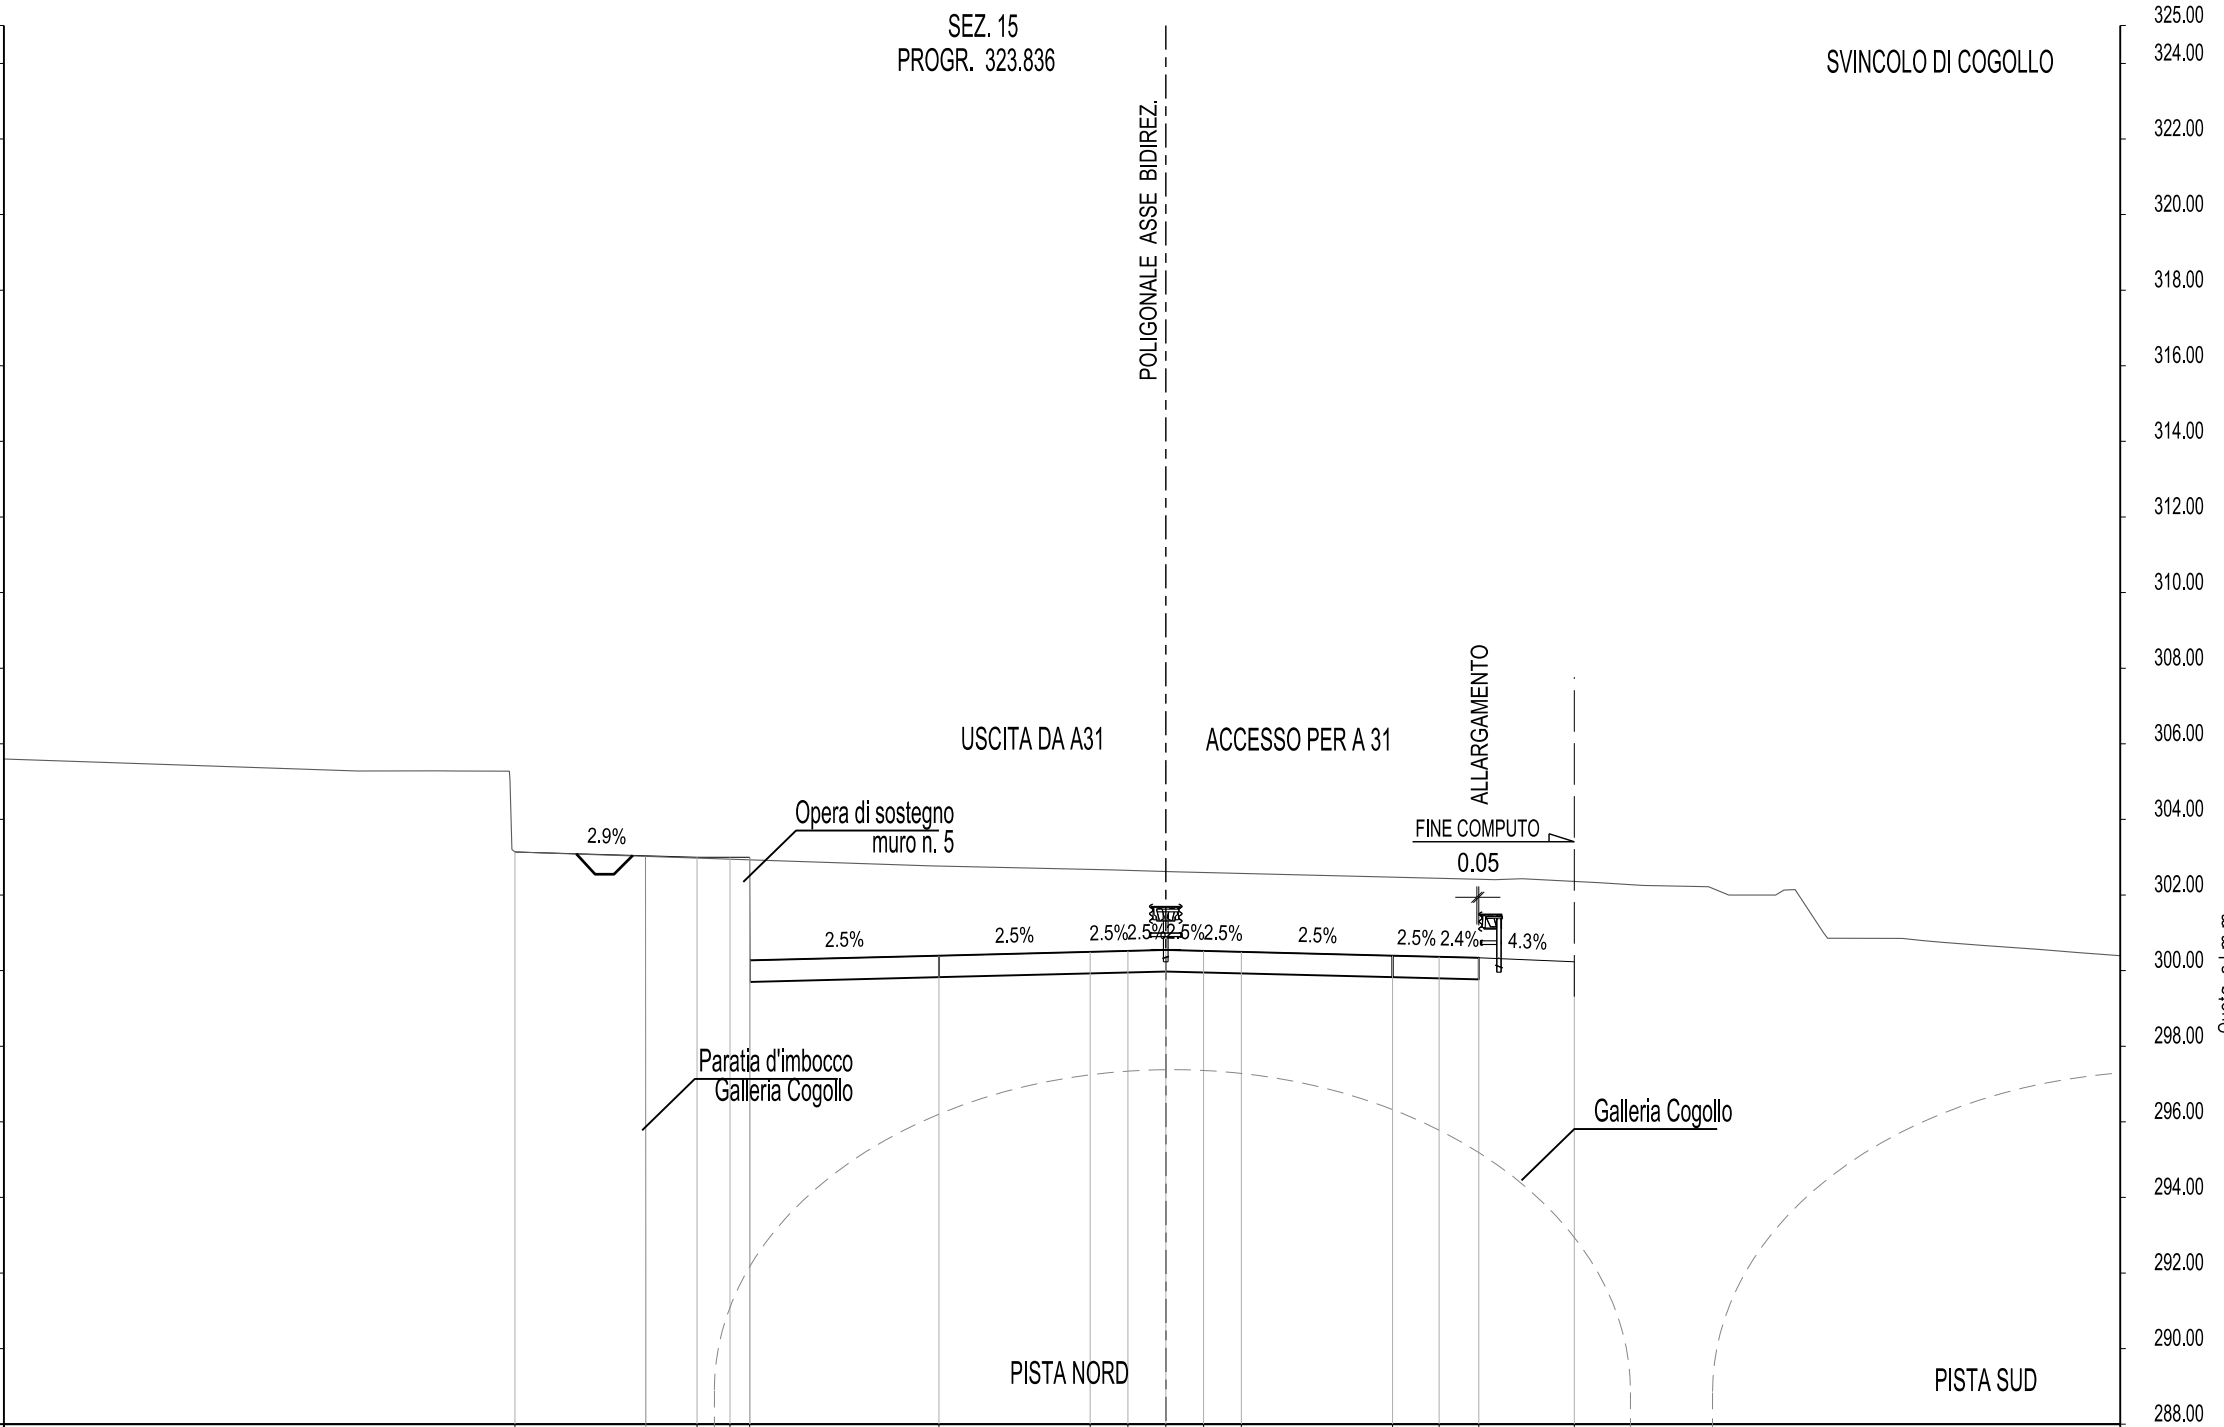 SEZ. 15
PROGR. 323.836
SVINCOLO DI COGOLLO
POLIGONALE ASSE BIDIREZ.
325.00
324.00
322.00
320.00
318.00
316.00
314.00
312.00
310.00
308.00
306.00
304.00
302.00
300.00
298.00
296.00
294.00
292.00
290.00
288.00
USCITA DA A31
ACCESSO PER A 31
ALLARGAMENTO
Opera di sostegno
muro n. 5
FINE COMPUTO
0.05
2.9%
2.5%
2.5%
2.5%
2.5%
2.5%
2.5%
2.5%
2.5%
2.4%
4.3%
Paratia d'imbocco
Galleria Cogollo
Galleria Cogollo
PISTA NORD
PISTA SUD